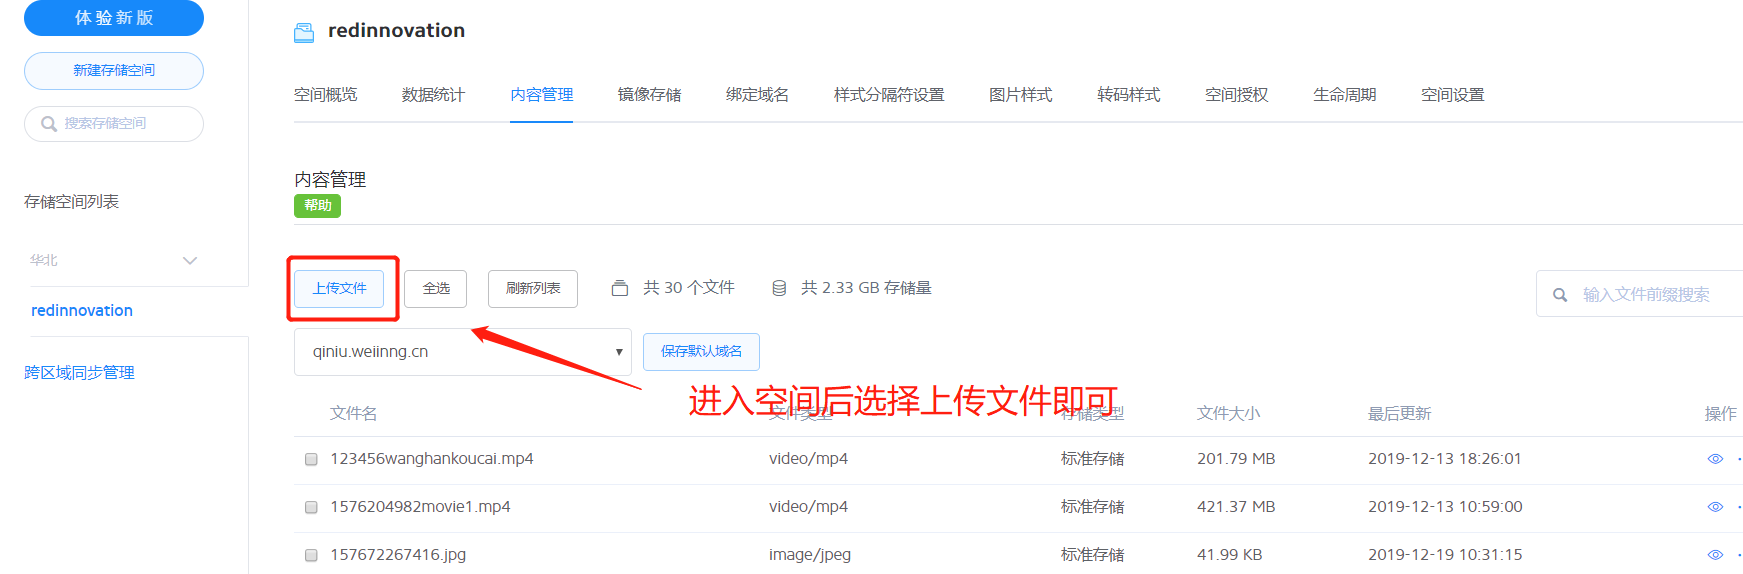 体验新版
新建存储空间
搜索存储空间
存储空间列表
华北
redinnovation
跨区域同步管理
redinnovation
空间概览 数据统计 内容管理 镜像存储 绑定域名 样式分隔符设置 图片样式 转码样式 空间授权 生命周期 空间设置
内容管理
帮助
上传文件 全选 刷新列表 共 30 个文件 共 2.33 GB 存储量 输入文件前缀搜索
qiniu.weiinng.cn 保存默认域名
进入空间后选择上传文件即可
文件名 文件类型 存储类型 文件大小 最后更新 操作
123456wanghankoucai.mp4 video/mp4 标准存储 201.79 MB 2019-12-13 18:26:01
1576204982movie1.mp4 video/mp4 标准存储 421.37 MB 2019-12-13 10:59:00
157672267416.jpg image/jpeg 标准存储 41.99 KB 2019-12-19 10:31:15